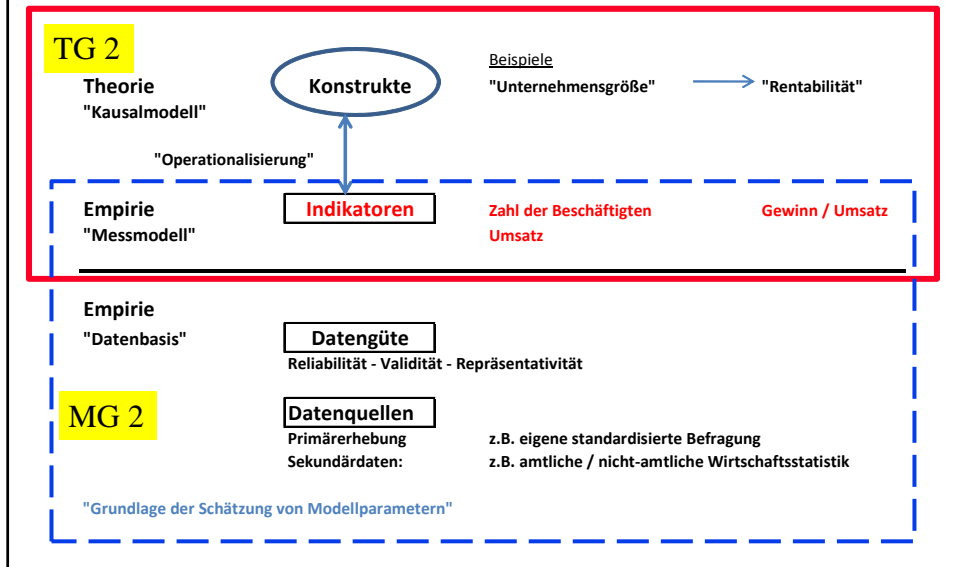 TG 2
Beispiele
Theorie Konstrukte "Unternehmensgröße" "Rentabilität"
"Kausalmodell"
"Operationalisierung"
Empirie Indikatoren Zahl der Beschäftigten Gewinn / Umsatz
"Messmodell" Umsatz
Empirie
"Datenbasis" Datengüte
Reliabilität - Validität - Repräsentativität
MG 2 Datenquellen
Primärerhebung z.B. eigene standardisierte Befragung
Sekundärdaten: z.B. amtliche / nicht-amtliche Wirtschaftsstatistik
"Grundlage der Schätzung von Modellparametern"